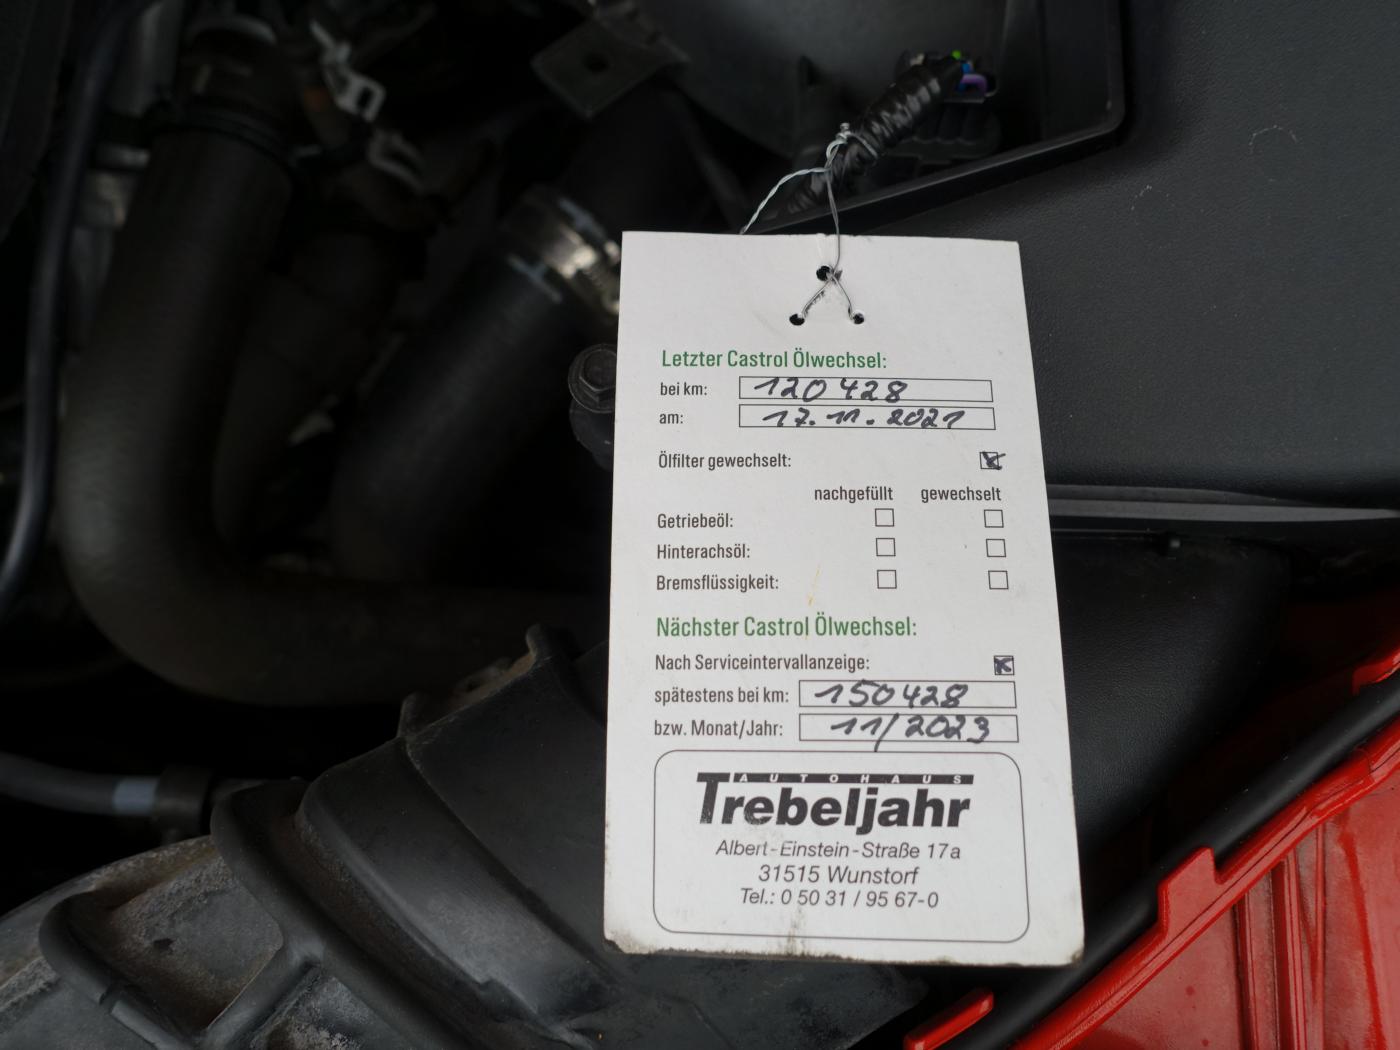 Letzter Castrol Ölwechsel:
bei km: 120428
am: 17.11.2021
Ölfilter gewechselt:
nachgefüllt gewechselt
Getriebeöl:
Hinterachsöl:
Bremsflüssigkeit:
Nächster Castrol Ölwechsel:
Nach Serviceintervallanzeige:
spätestens bei km: 150428
bzw. Monat/Jahr: 11/2023
AUTOHAUS
Trebeljahr
Albert-Einstein-Straße 17a
31515 Wunstorf
Tel.: 0 50 31 / 95 67-0